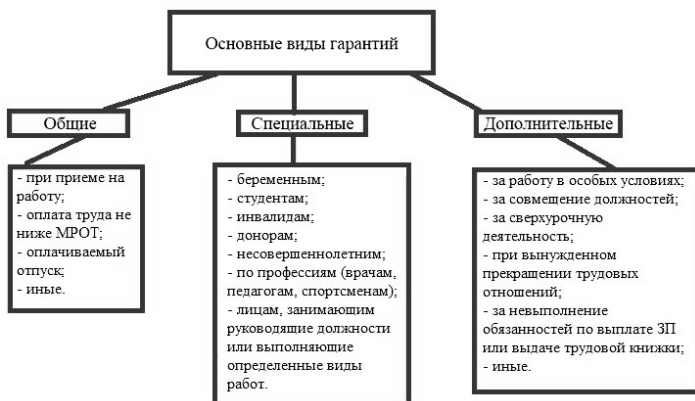 Основные виды гарантий
Общие
Специальные
Дополнительные
- при приеме на
работу;
- оплата труда не
ниже МРОТ;
- оплачиваемый
отпуск;
- иные.
- беременным;
- студентам;
- инвалидам;
- донорам;
- несовершеннолетним;
- по профессиям (врачам,
педагогам, спортсменам);
- лицам, занимающим
руководящие должности
или выполняющие
определенные виды
работ.
- за работу в особых условиях;
- за совмещение должностей;
- за сверхурочную
деятельность;
- при вынужденном
прекращении трудовых
отношений;
- за невыполнение
обязанностей по выплате ЗП
или выдаче трудовой книжки;
- иные.